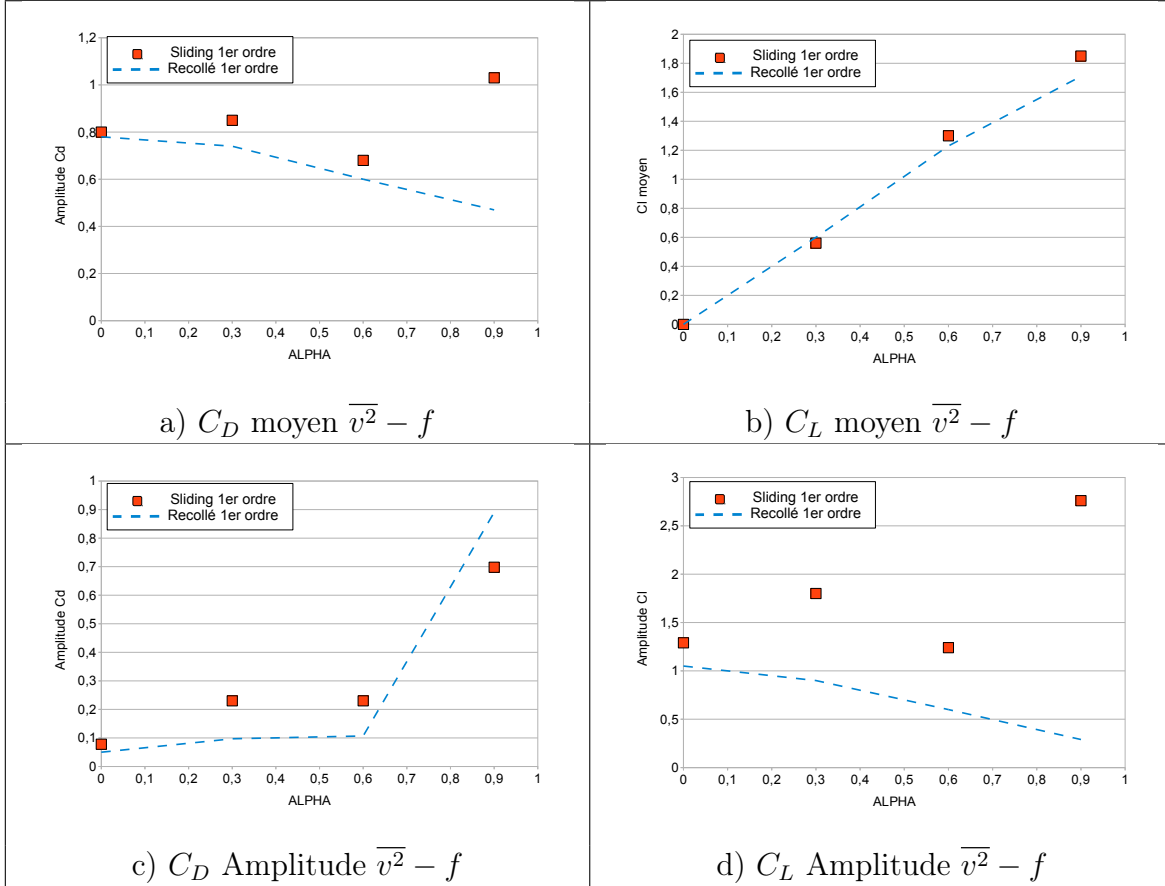 1,2
1
0,8
0,6
0,4
0,2
0
Amplitude Cd
Sliding 1er ordre
Recollé 1er ordre
0 0,1 0,2 0,3 0,4 0,5 0,6 0,7 0,8 0,9 1
ALPHA
a) C_D moyen \overline{v^2} − f
2
1,8
1,6
1,4
1,2
1
0,8
0,6
0,4
0,2
0
Cl moyen
Sliding 1er ordre
Recollé 1er ordre
0 0,1 0,2 0,3 0,4 0,5 0,6 0,7 0,8 0,9 1
ALPHA
b) C_L moyen \overline{v^2} − f
1
0,9
0,8
0,7
0,6
0,5
0,4
0,3
0,2
0,1
0
Amplitude Cd
Sliding 1er ordre
Recollé 1er ordre
0 0,1 0,2 0,3 0,4 0,5 0,6 0,7 0,8 0,9 1
ALPHA
c) C_D Amplitude \overline{v^2} − f
3
2,5
2
1,5
1
0,5
0
Amplitude Cl
Sliding 1er ordre
Recollé 1er ordre
0 0,1 0,2 0,3 0,4 0,5 0,6 0,7 0,8 0,9 1
ALPHA
d) C_L Amplitude \overline{v^2} − f